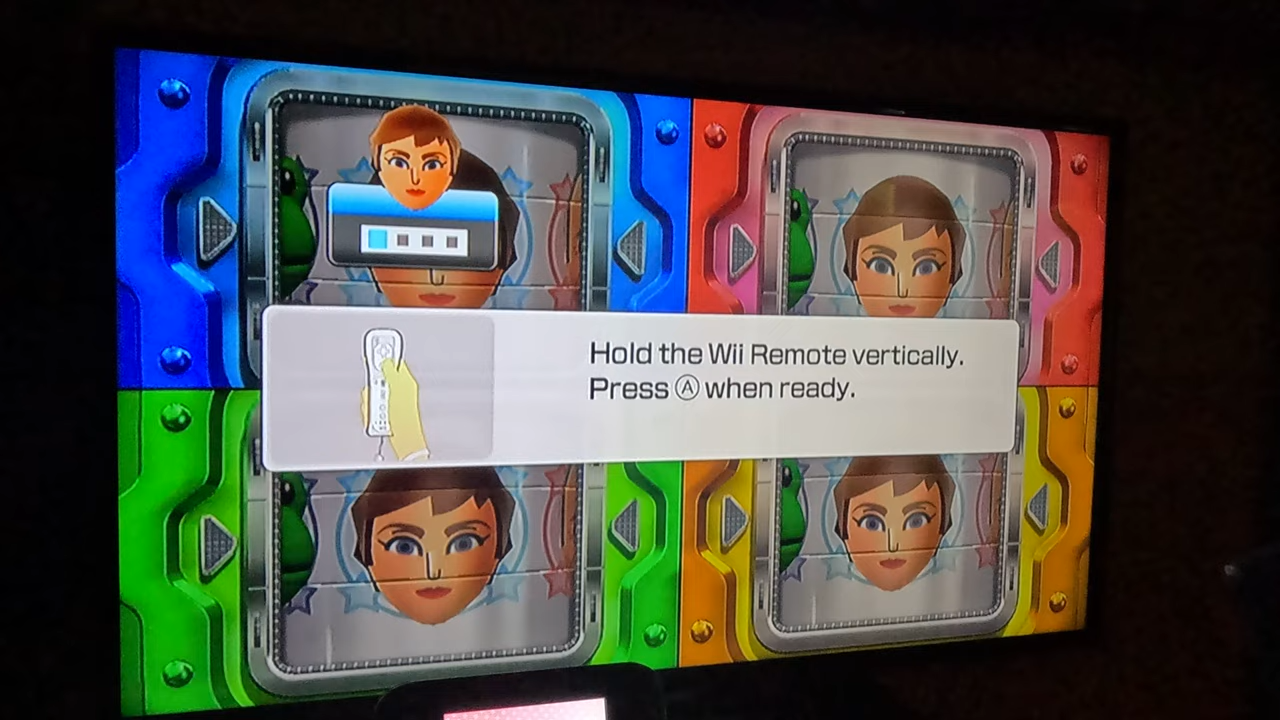 Hold the Wii Remote vertically.
Press Ⓐ when ready.